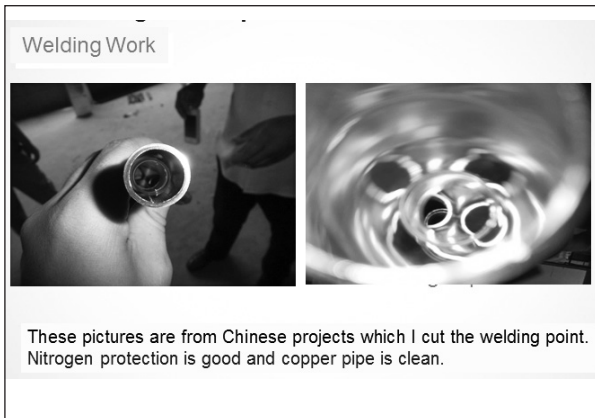 Welding Work
These pictures are from Chinese projects which I cut the welding point.
Nitrogen protection is good and copper pipe is clean.